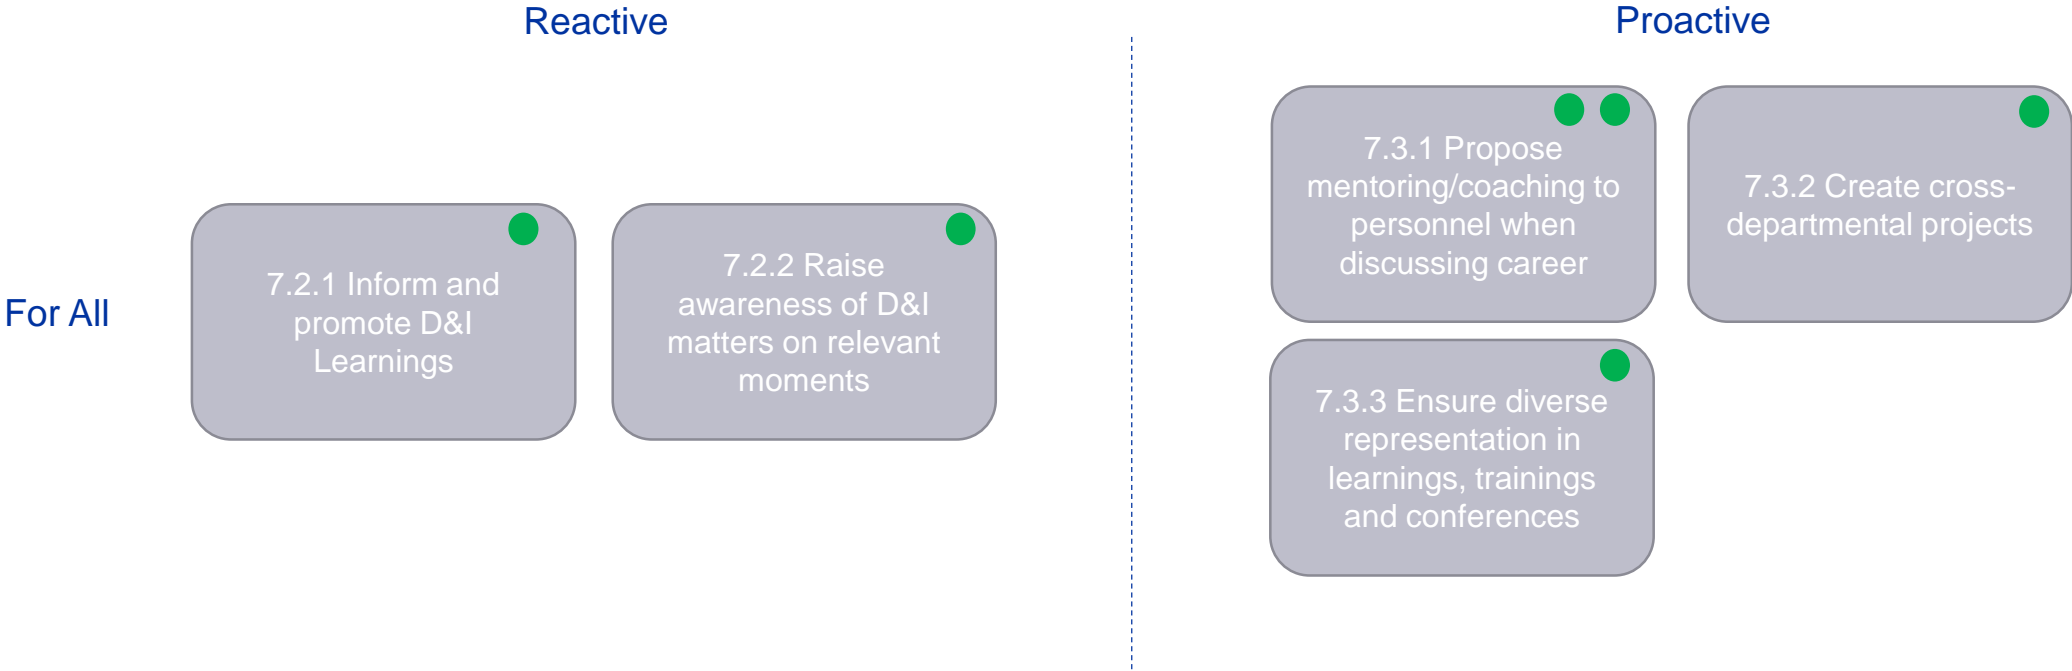 Reactive
Proactive
For All
7.2.1 Inform and
promote D&I
Learnings
7.2.2 Raise
awareness of D&I
matters on relevant
moments
7.3.1 Propose
mentoring/coaching to
personnel when
discussing career
7.3.2 Create cross-
departmental projects
7.3.3 Ensure diverse
representation in
learnings, trainings
and conferences